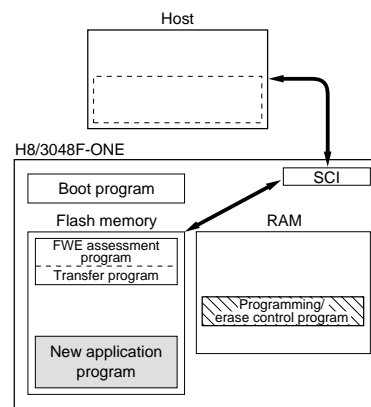 Host
H8/3048F-ONE
SCI
Boot program
Flash memory
RAM
FWE assessment
program
Transfer program
Programming/
erase control program
New application
program